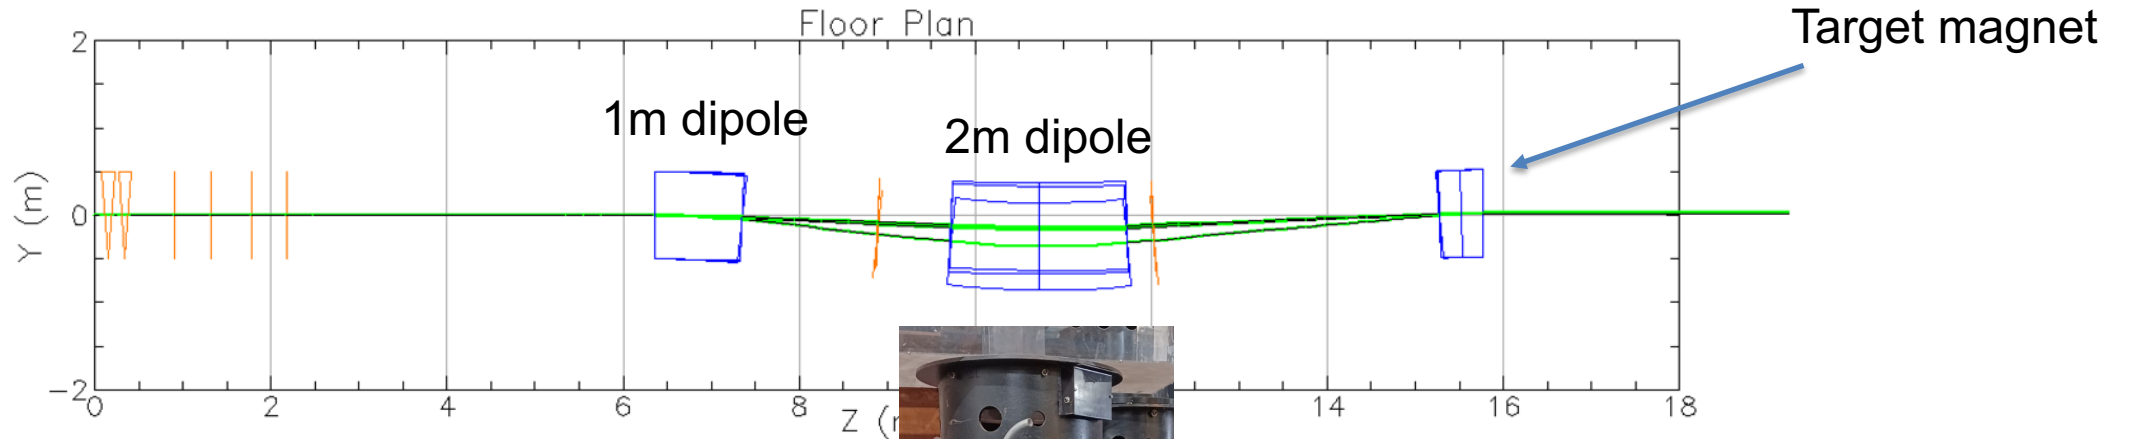 Floor Plan
Target magnet
1m dipole
2m dipole
Y (m)
2
0
−2
0
2
4
6
8
14
16
18
Z (